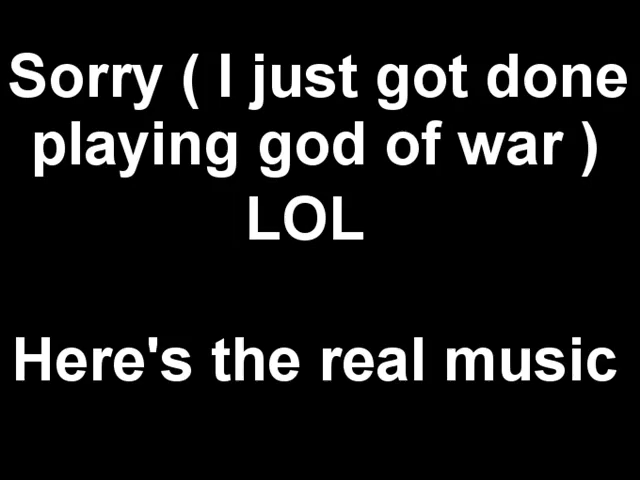 Sorry ( I just got done
playing god of war )
LOL
Here's the real music